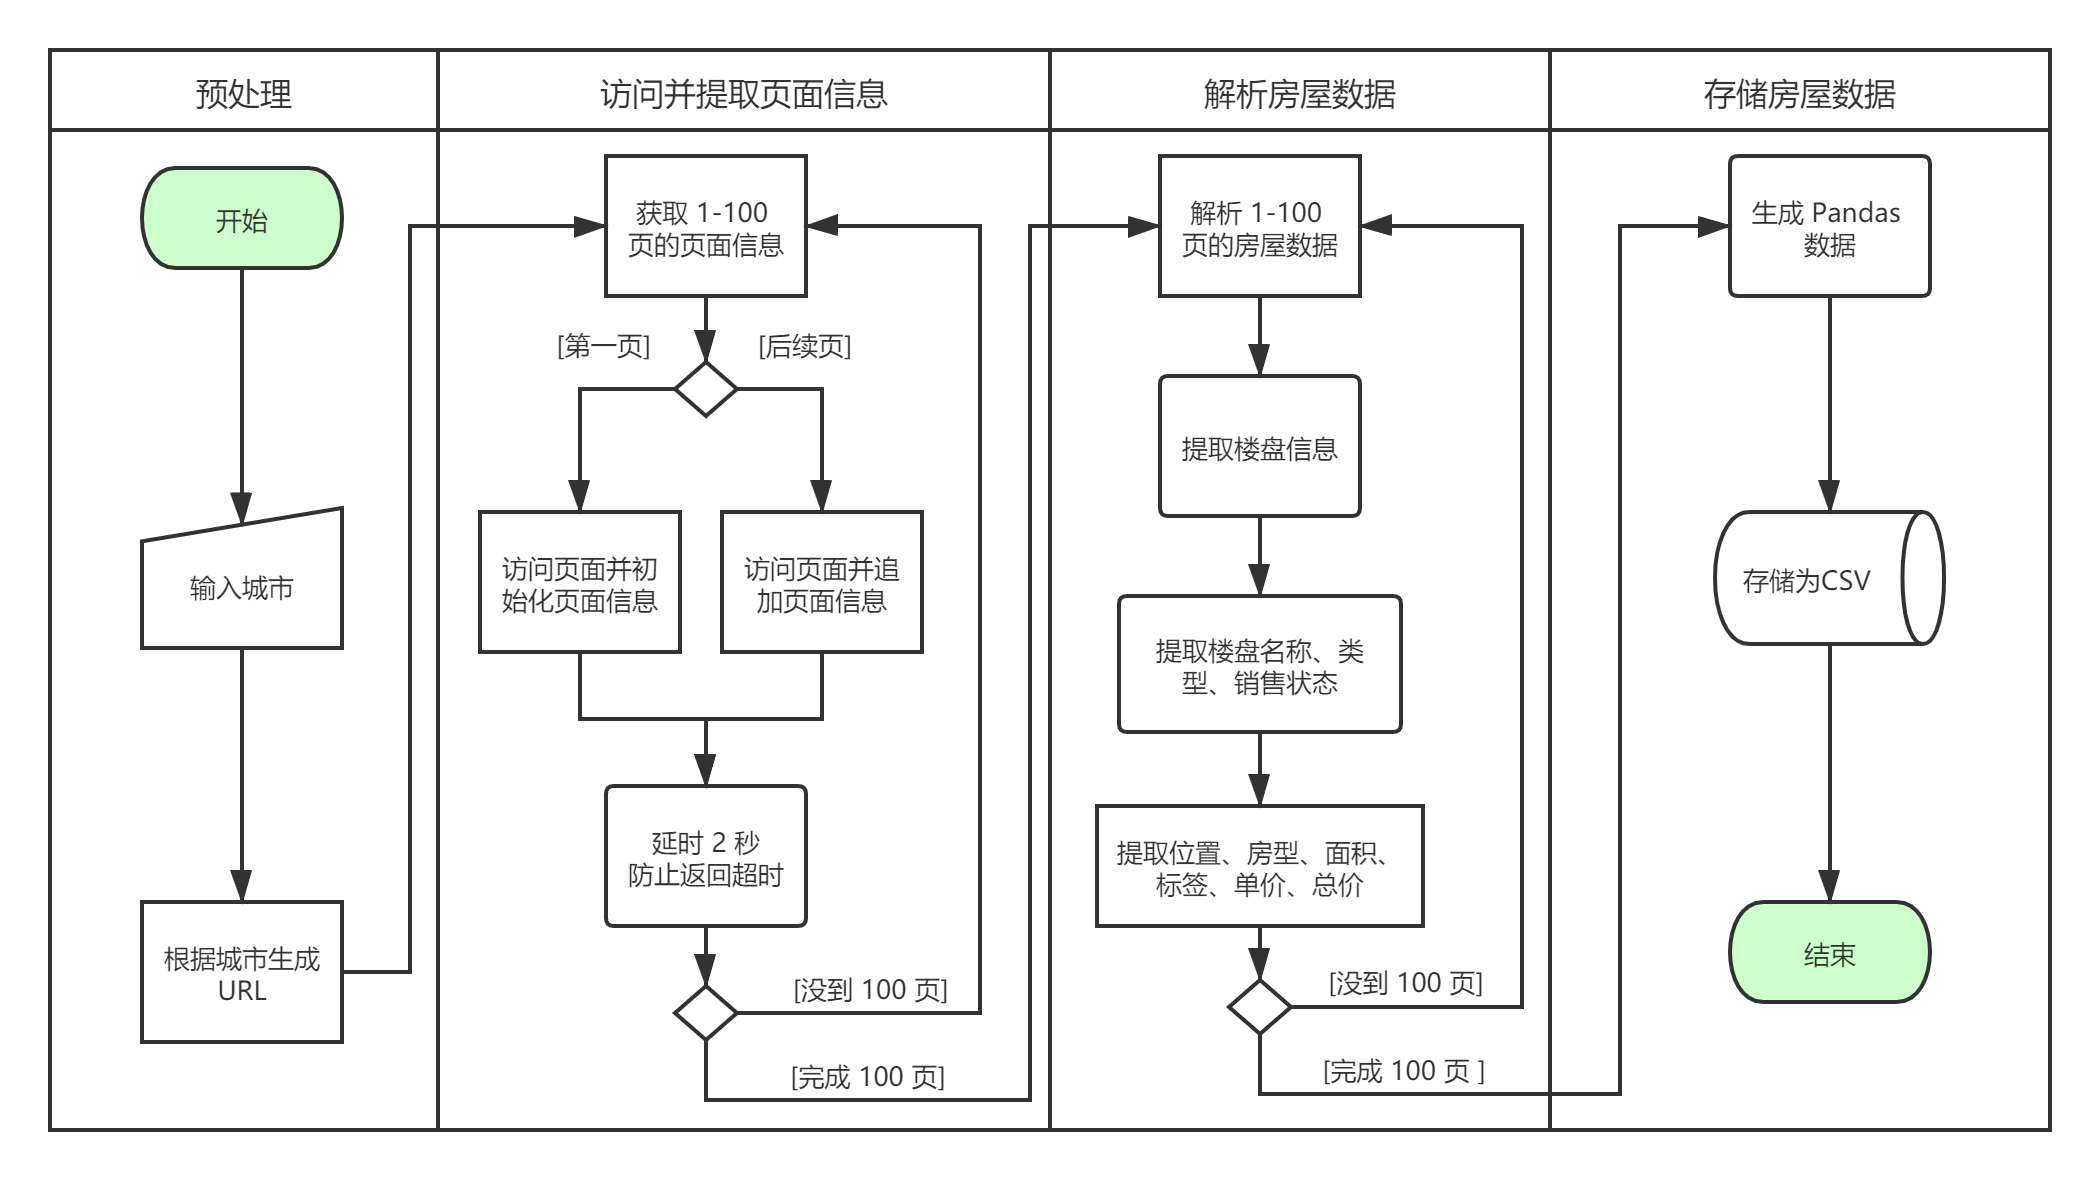 预处理
访问并提取页面信息
解析房屋数据
存储房屋数据
开始
输入城市
根据城市生成
URL
获取 1-100
页的页面信息
[第一页]
[后续页]
访问页面并初
始化页面信息
访问页面并追
加页面信息
延时 2 秒
防止返回超时
[没到 100 页]
[完成 100 页]
解析 1-100
页的房屋数据
提取楼盘信息
提取楼盘名称、类
型、销售状态
提取位置、房型、面积、
标签、单价、总价
[没到 100 页]
[完成 100 页 ]
生成 Pandas
数据
存储为CSV
结束